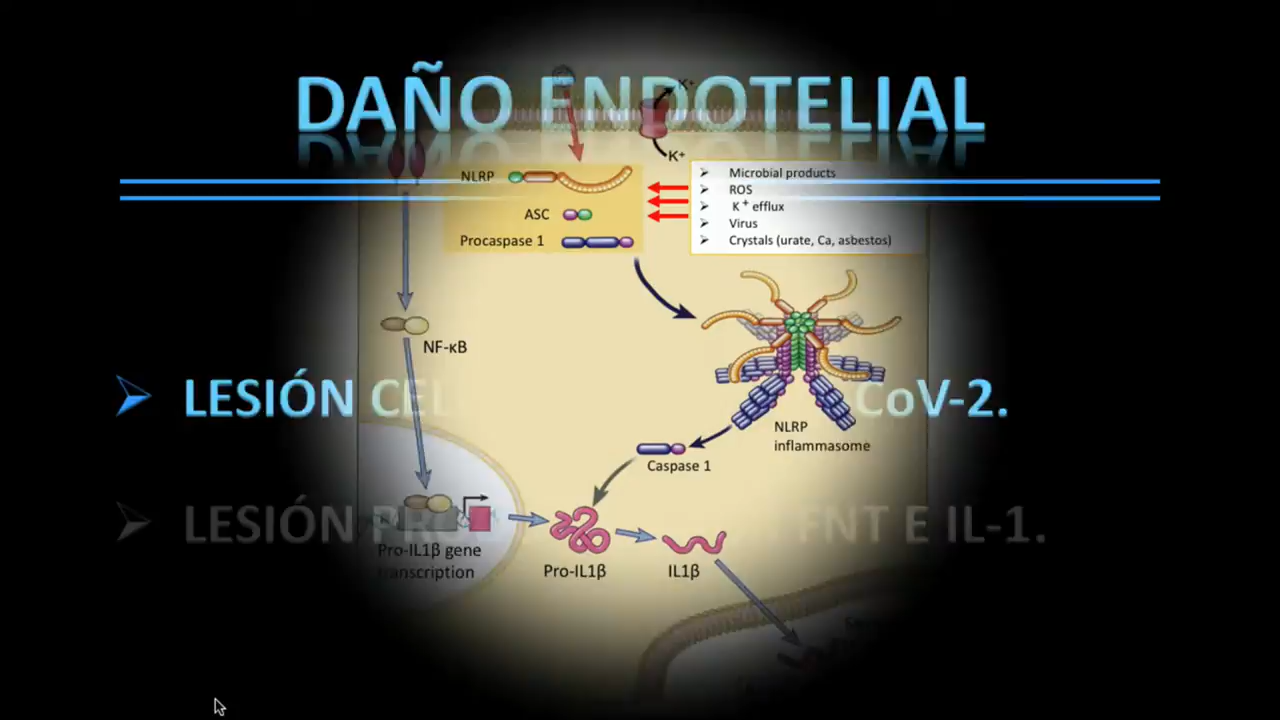 DAÑO ENDOTELIAL
K+
K+
NLRP
ASC
Procaspase 1
➢ Microbial products
➢ ROS
➢ K + efflux
➢ Virus
➢ Crystals (urate, Ca, asbestos)
NF-κB
➢ LESIÓN CoV-2.
NLRP
inflammasome
Caspase 1
➢ LESIÓN E IL-1.
Pro-IL1β gene
transcription
Pro-IL1β
IL1β